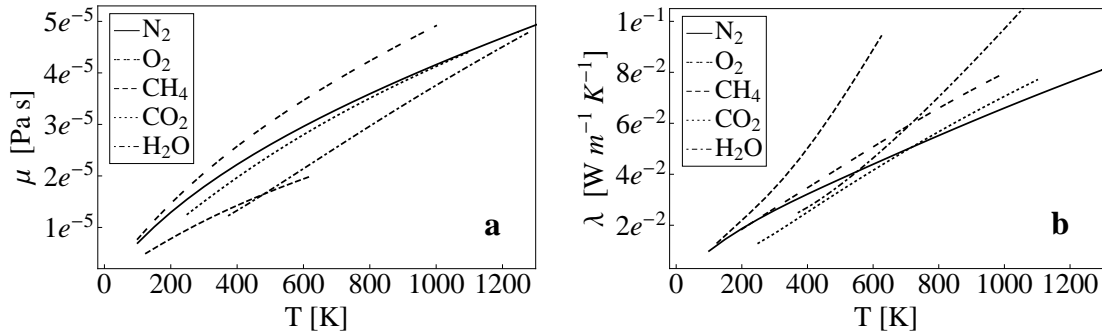 5e⁻⁵
4e⁻⁵
3e⁻⁵
2e⁻⁵
1e⁻⁵
μ [Pa s]
N₂
O₂
CH₄
CO₂
H₂O
a
0 200 400 600 800 1000 1200
T [K]
1e⁻¹
8e⁻²
6e⁻²
4e⁻²
2e⁻²
λ [W m⁻¹ K⁻¹]
N₂
O₂
CH₄
CO₂
H₂O
b
0 200 400 600 800 1000 1200
T [K]